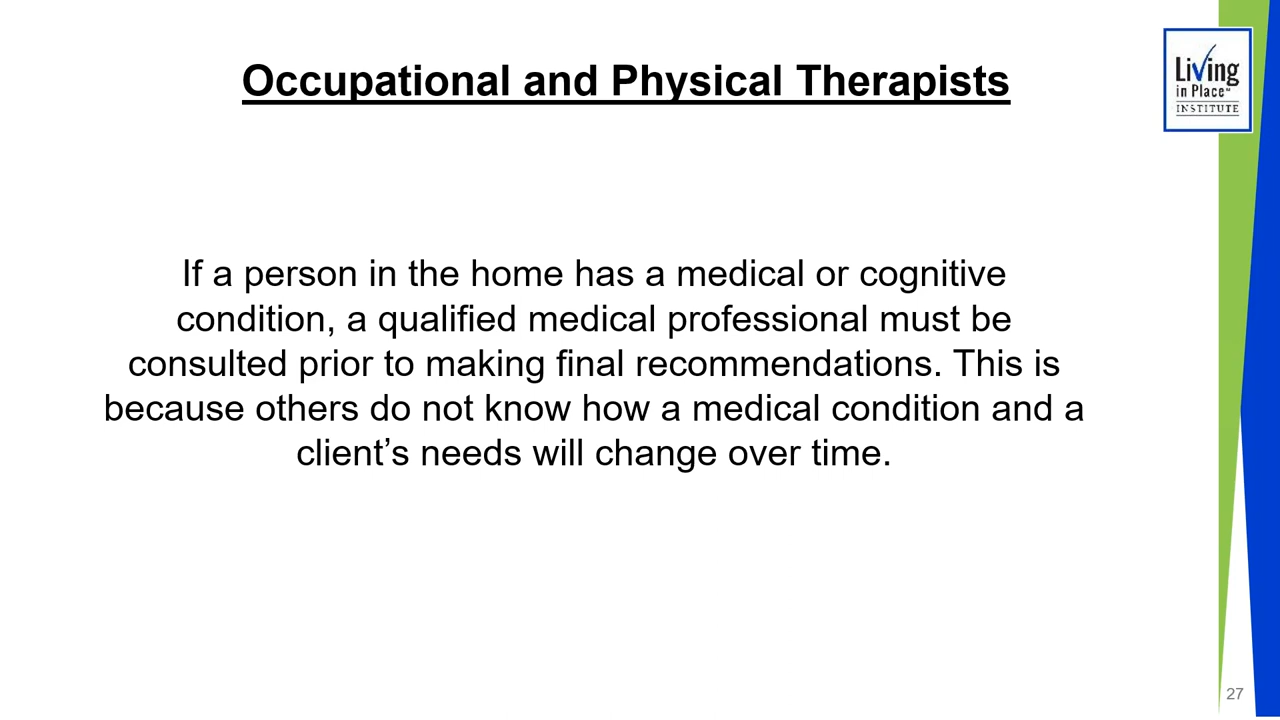 Occupational and Physical Therapists
Living
in Place℠
INSTITUTE
If a person in the home has a medical or cognitive
condition, a qualified medical professional must be
consulted prior to making final recommendations. This is
because others do not know how a medical condition and a
client’s needs will change over time.
27